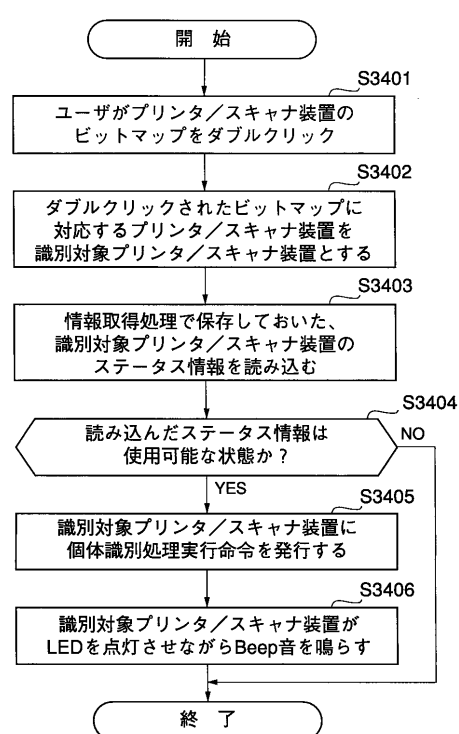 開 始
S3401
ユーザがプリンタ／スキャナ装置の
ビットマップをダブルクリック
S3402
ダブルクリックされたビットマップに
対応するプリンタ／スキャナ装置を
識別対象プリンタ／スキャナ装置とする
S3403
情報取得処理で保存しておいた、
識別対象プリンタ／スキャナ装置の
ステータス情報を読み込む
S3404
読み込んだステータス情報は
使用可能な状態か？
NO
YES
S3405
識別対象プリンタ／スキャナ装置に
個体識別処理実行命令を発行する
S3406
識別対象プリンタ／スキャナ装置が
LEDを点灯させながらBeep音を鳴らす
終 了